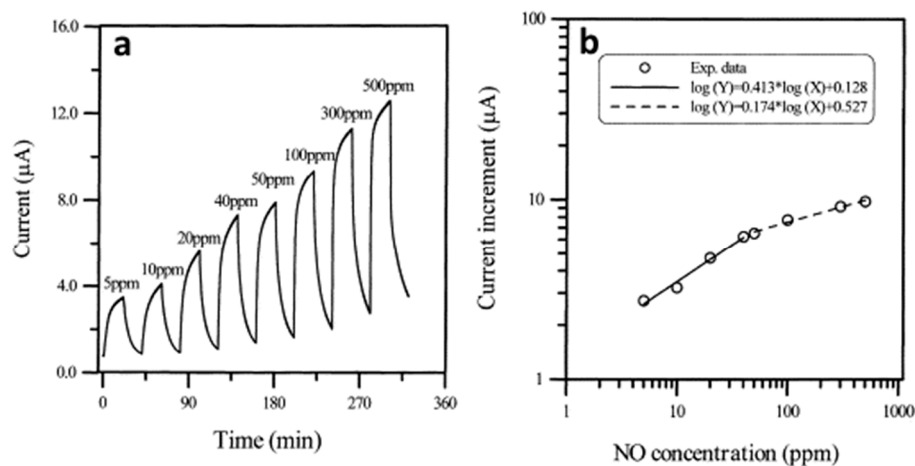 a
16.0
12.0
8.0
4.0
0.0
Current (μA)
5ppm
10ppm
20ppm
40ppm
50ppm
100ppm
300ppm
500ppm
0
90
180
270
360
Time (min)
b
100
10
1
Current increment (μA)
Exp. data
log (Y)=0.413*log (X)+0.128
log (Y)=0.174*log (X)+0.527
1
10
100
1000
NO concentration (ppm)